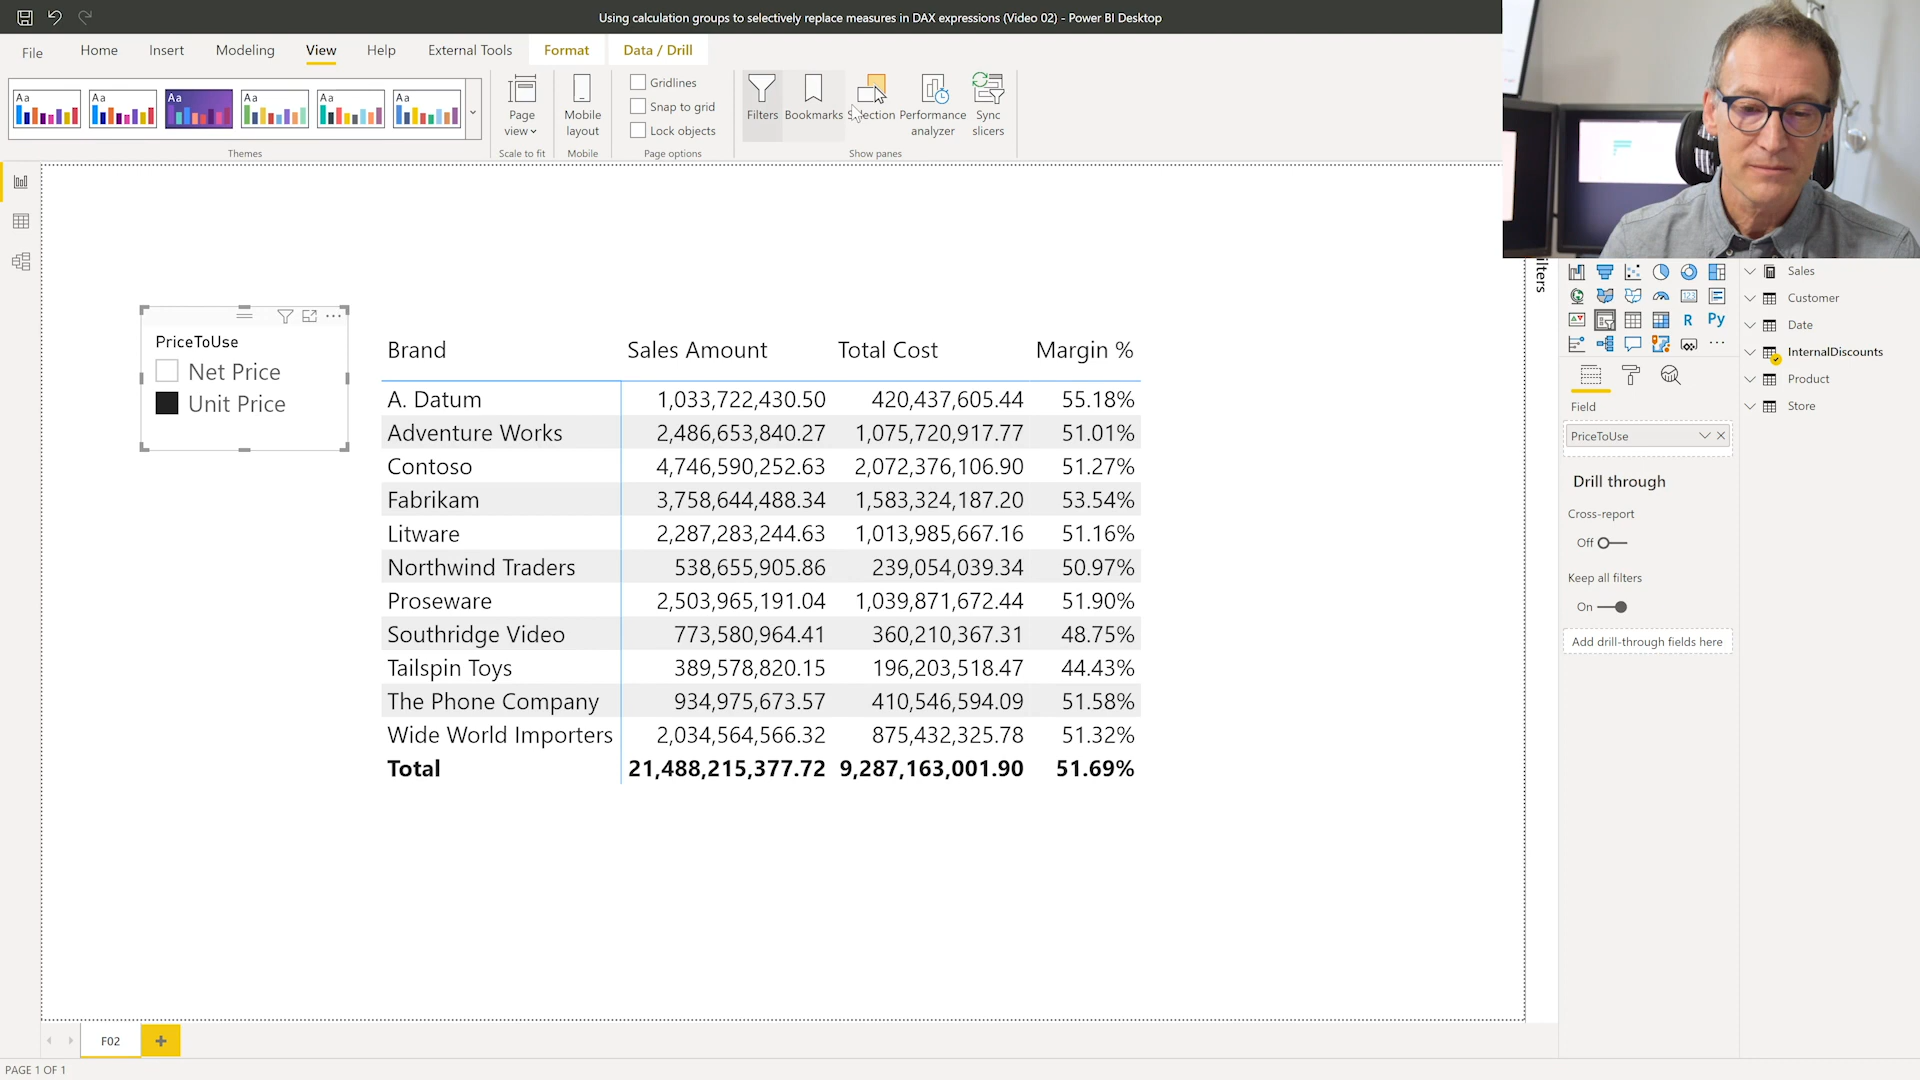 Using calculation groups to selectively replace measures in DAX expressions (Video 02) - Power BI Desktop
File Home Insert Modeling View Help External Tools Format Data / Drill
Aa Aa Aa Aa Aa Aa
Gridlines
Snap to grid
Lock objects
Page view
Mobile layout
Filters
Bookmarks
Selection
Performance analyzer
Sync slicers
Themes
Scale to fit
Mobile
Page options
Show panes
PriceToUse
Net Price
Unit Price
Brand Sales Amount Total Cost Margin %
A. Datum 1,033,722,430.50 420,437,605.44 55.18%
Adventure Works 2,486,653,840.27 1,075,720,917.77 51.01%
Contoso 4,746,590,252.63 2,072,376,106.90 51.27%
Fabrikam 3,758,644,488.34 1,583,324,187.20 53.54%
Litware 2,287,283,244.63 1,013,985,667.16 51.16%
Northwind Traders 538,655,905.86 239,054,039.34 50.97%
Proseware 2,503,965,191.04 1,039,871,672.44 51.90%
Southridge Video 773,580,964.41 360,210,367.31 48.75%
Tailspin Toys 389,578,820.15 196,203,518.47 44.43%
The Phone Company 934,975,673.57 410,546,594.09 51.58%
Wide World Importers 2,034,564,566.32 875,432,325.78 51.32%
Total 21,488,215,377.72 9,287,163,001.90 51.69%
Filters
R Py
Field
PriceToUse
Drill through
Cross-report
Off
Keep all filters
On
Add drill-through fields here
Sales
Customer
Date
InternalDiscounts
Product
Store
F02
PAGE 1 OF 1